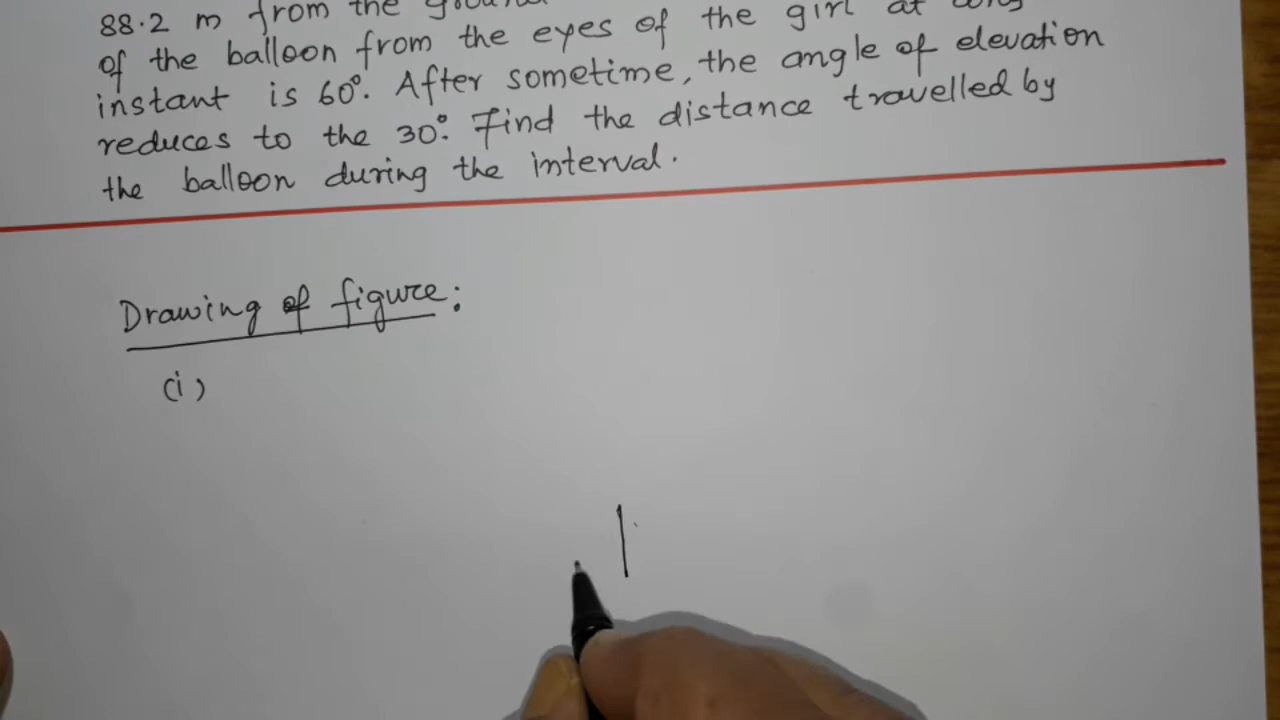 88.2 m from the ground
of the balloon from the eyes of the girl at
instant is 60°. After sometime, the angle of elevation
reduces to the 30°. Find the distance travelled by
the balloon during the interval.
Drawing of figure:
(i)